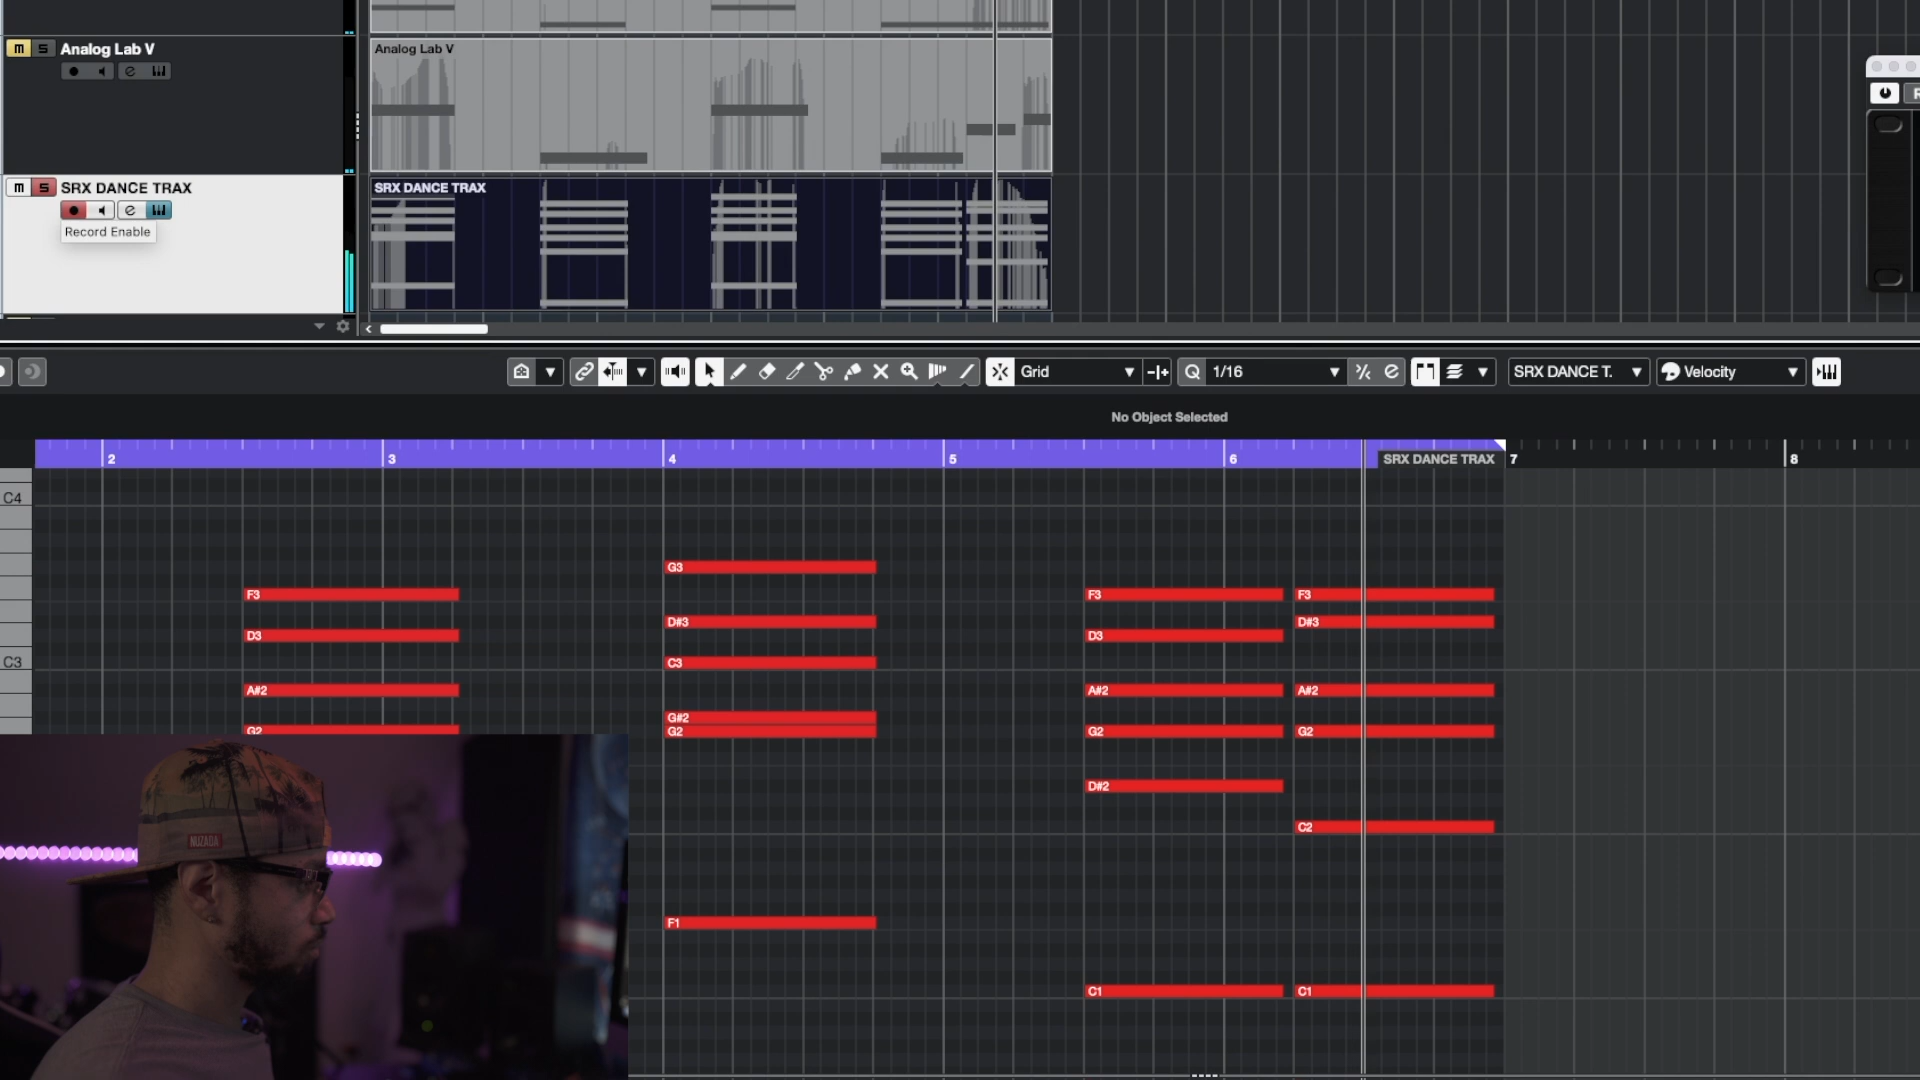 M S Analog Lab V
Analog Lab V
M S SRX DANCE TRAX
SRX DANCE TRAX
Record Enable
Grid
Q 1/16
SRX DANCE T.
Velocity
No Object Selected
2 3 4 5 6 SRX DANCE TRAX 7 8
C4
G3
F3 F3 F3
D#3 D#3
D3 D3
C3 C3
A#2 A#2 A#2
G#2
G2 G2 G2 G2
D#2
C2
NUZADA
F1
C1 C1